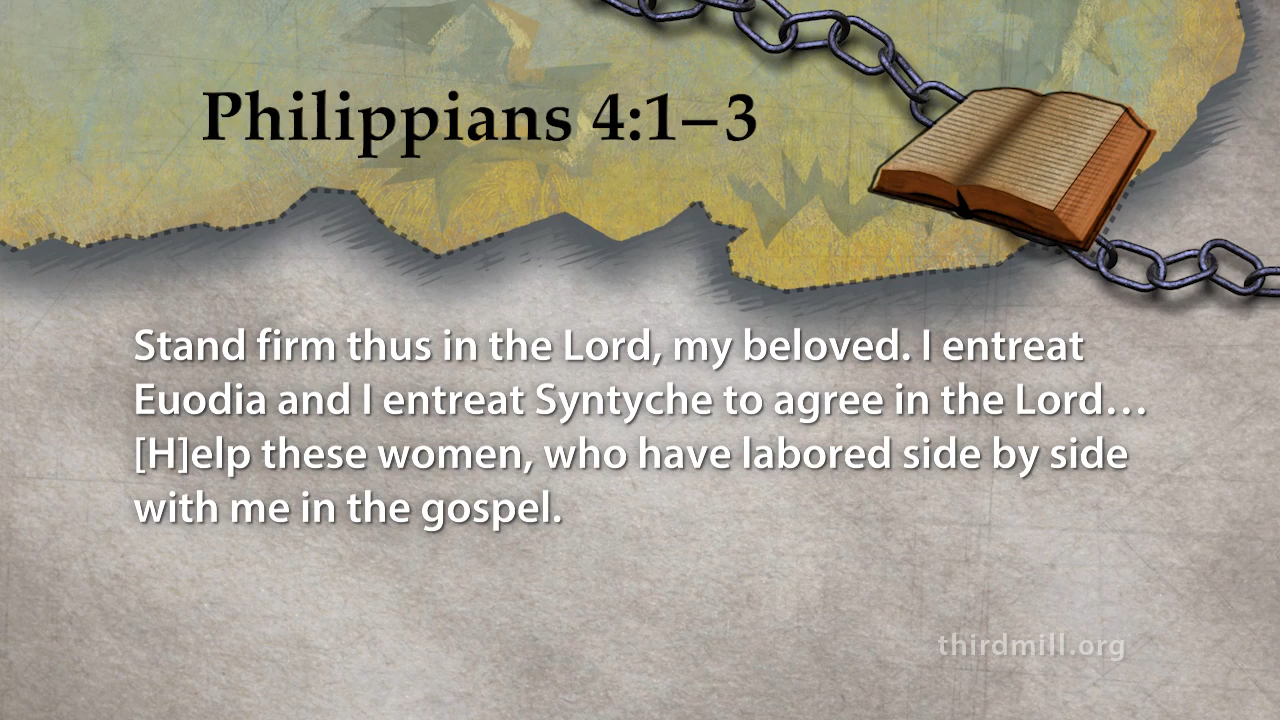 Philippians 4:1–3
Stand firm thus in the Lord, my beloved. I entreat
Euodia and I entreat Syntyche to agree in the Lord…
[H]elp these women, who have labored side by side
with me in the gospel.
thirdmill.org